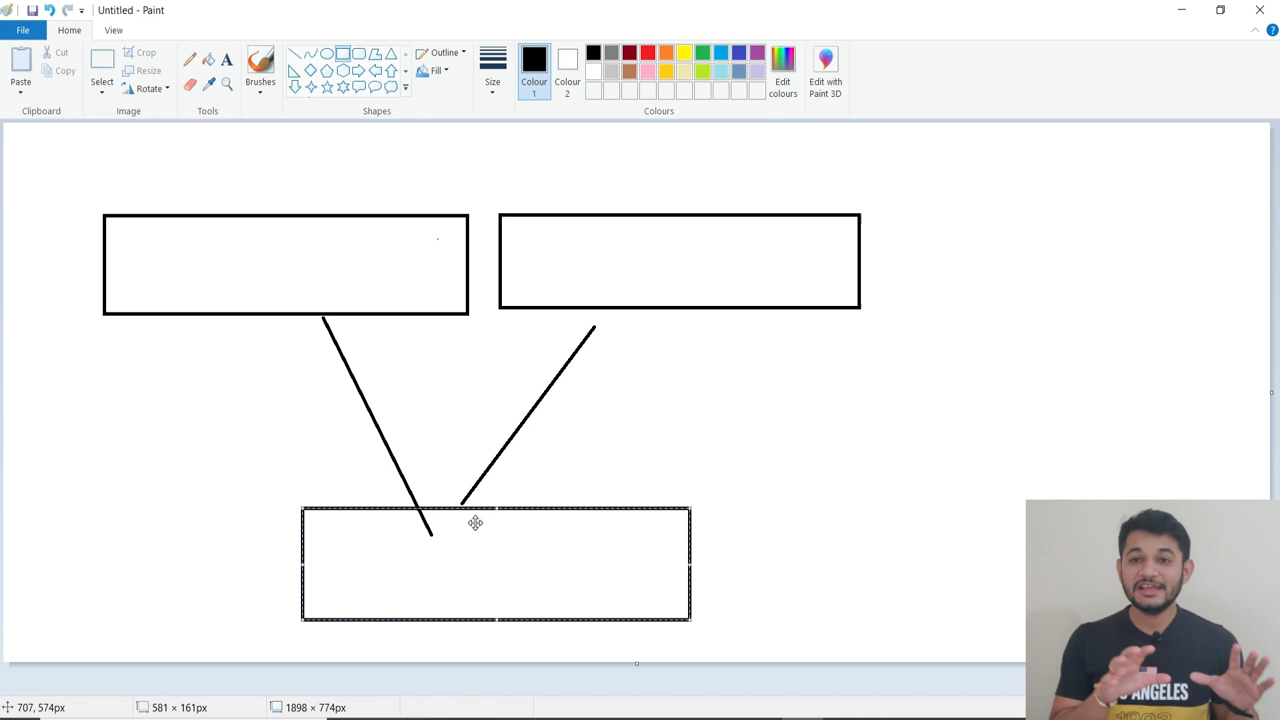 Untitled - Paint
File
Home
View
Paste
Cut
Copy
Clipboard
Select
Crop
Resize
Rotate
Image
Tools
Brushes
Outline
Fill
Shapes
Size
Colour 1
Colour 2
Edit colours
Colours
Edit with Paint 3D
LOS ANGELES
707, 574px
581 × 161px
1898 × 774px